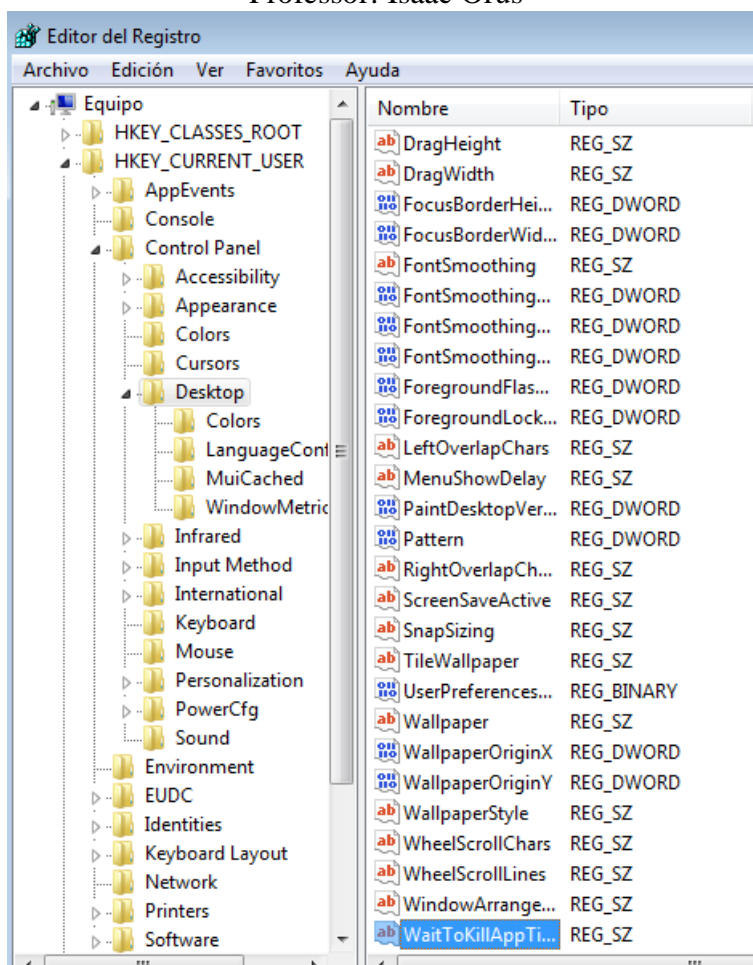 Professor: Isaac Orus
Editor del Registro
Archivo Edición Ver Favoritos Ayuda
Equipo
HKEY_CLASSES_ROOT
HKEY_CURRENT_USER
AppEvents
Console
Control Panel
Accessibility
Appearance
Colors
Cursors
Desktop
Colors
LanguageConf
MuiCached
WindowMetric
Infrared
Input Method
International
Keyboard
Mouse
Personalization
PowerCfg
Sound
Environment
EUDC
Identities
Keyboard Layout
Network
Printers
Software
Nombre Tipo
DragHeight REG_SZ
DragWidth REG_SZ
FocusBorderHei... REG_DWORD
FocusBorderWid... REG_DWORD
FontSmoothing REG_SZ
FontSmoothing... REG_DWORD
FontSmoothing... REG_DWORD
FontSmoothing... REG_DWORD
ForegroundFlas... REG_DWORD
ForegroundLock... REG_DWORD
LeftOverlapChars REG_SZ
MenuShowDelay REG_SZ
PaintDesktopVer... REG_DWORD
Pattern REG_DWORD
RightOverlapCh... REG_SZ
ScreenSaveActive REG_SZ
SnapSizing REG_SZ
TileWallpaper REG_SZ
UserPreferences... REG_BINARY
Wallpaper REG_SZ
WallpaperOriginX REG_DWORD
WallpaperOriginY REG_DWORD
WallpaperStyle REG_SZ
WheelScrollChars REG_SZ
WheelScrollLines REG_SZ
WindowArrange... REG_SZ
WaitToKillAppTi... REG_SZ